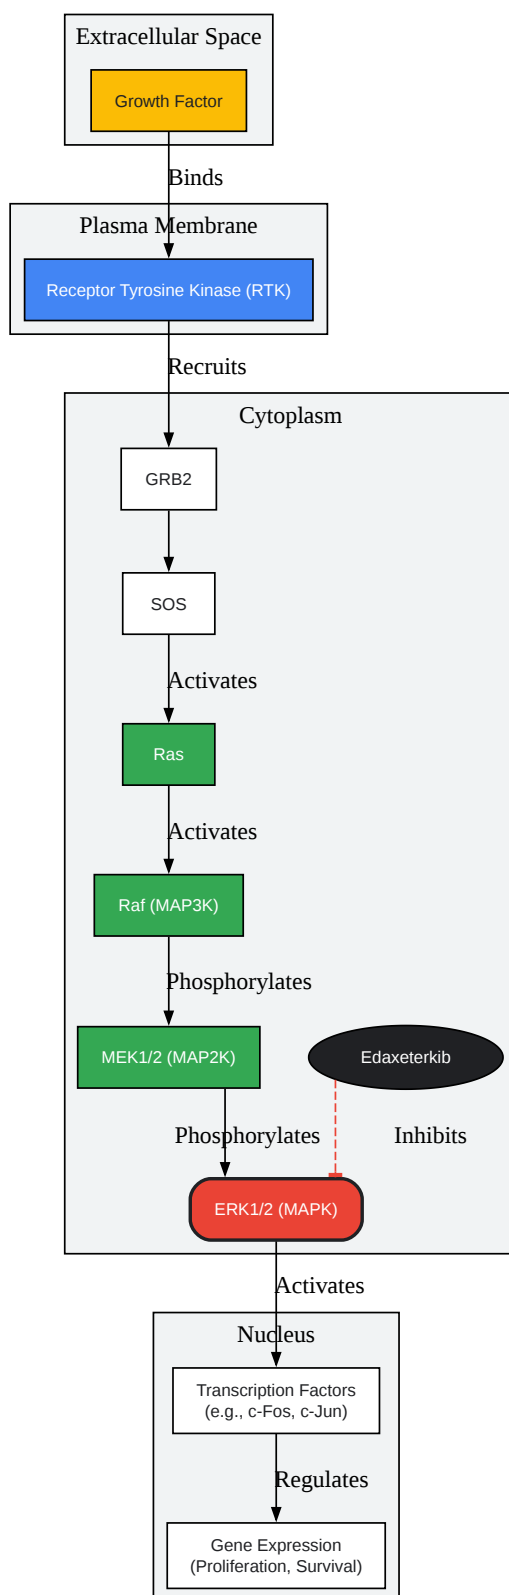 Extracellular Space
Growth Factor
Binds
Plasma Membrane
Receptor Tyrosine Kinase (RTK)
Recruits
Cytoplasm
GRB2
SOS
Activates
Ras
Activates
Raf (MAP3K)
Phosphorylates
MEK1/2 (MAP2K)
Edaxeterkib
Phosphorylates
Inhibits
ERK1/2 (MAPK)
Activates
Nucleus
Transcription Factors
(e.g., c-Fos, c-Jun)
Regulates
Gene Expression
(Proliferation, Survival)